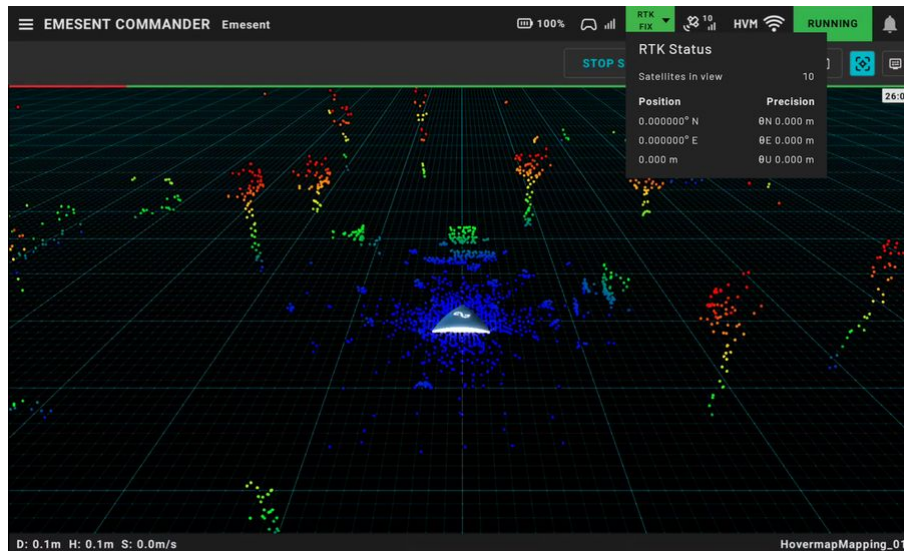 EMESENT COMMANDER Emesent 100% RTK FIX 10 HVM RUNNING
STOP S
RTK Status
Satellites in view 10
Position Precision
0.000000° N θN 0.000 m
0.000000° E θE 0.000 m
0.000 m θU 0.000 m
26:0
D: 0.1m H: 0.1m S: 0.0m/s HovermapMapping_01